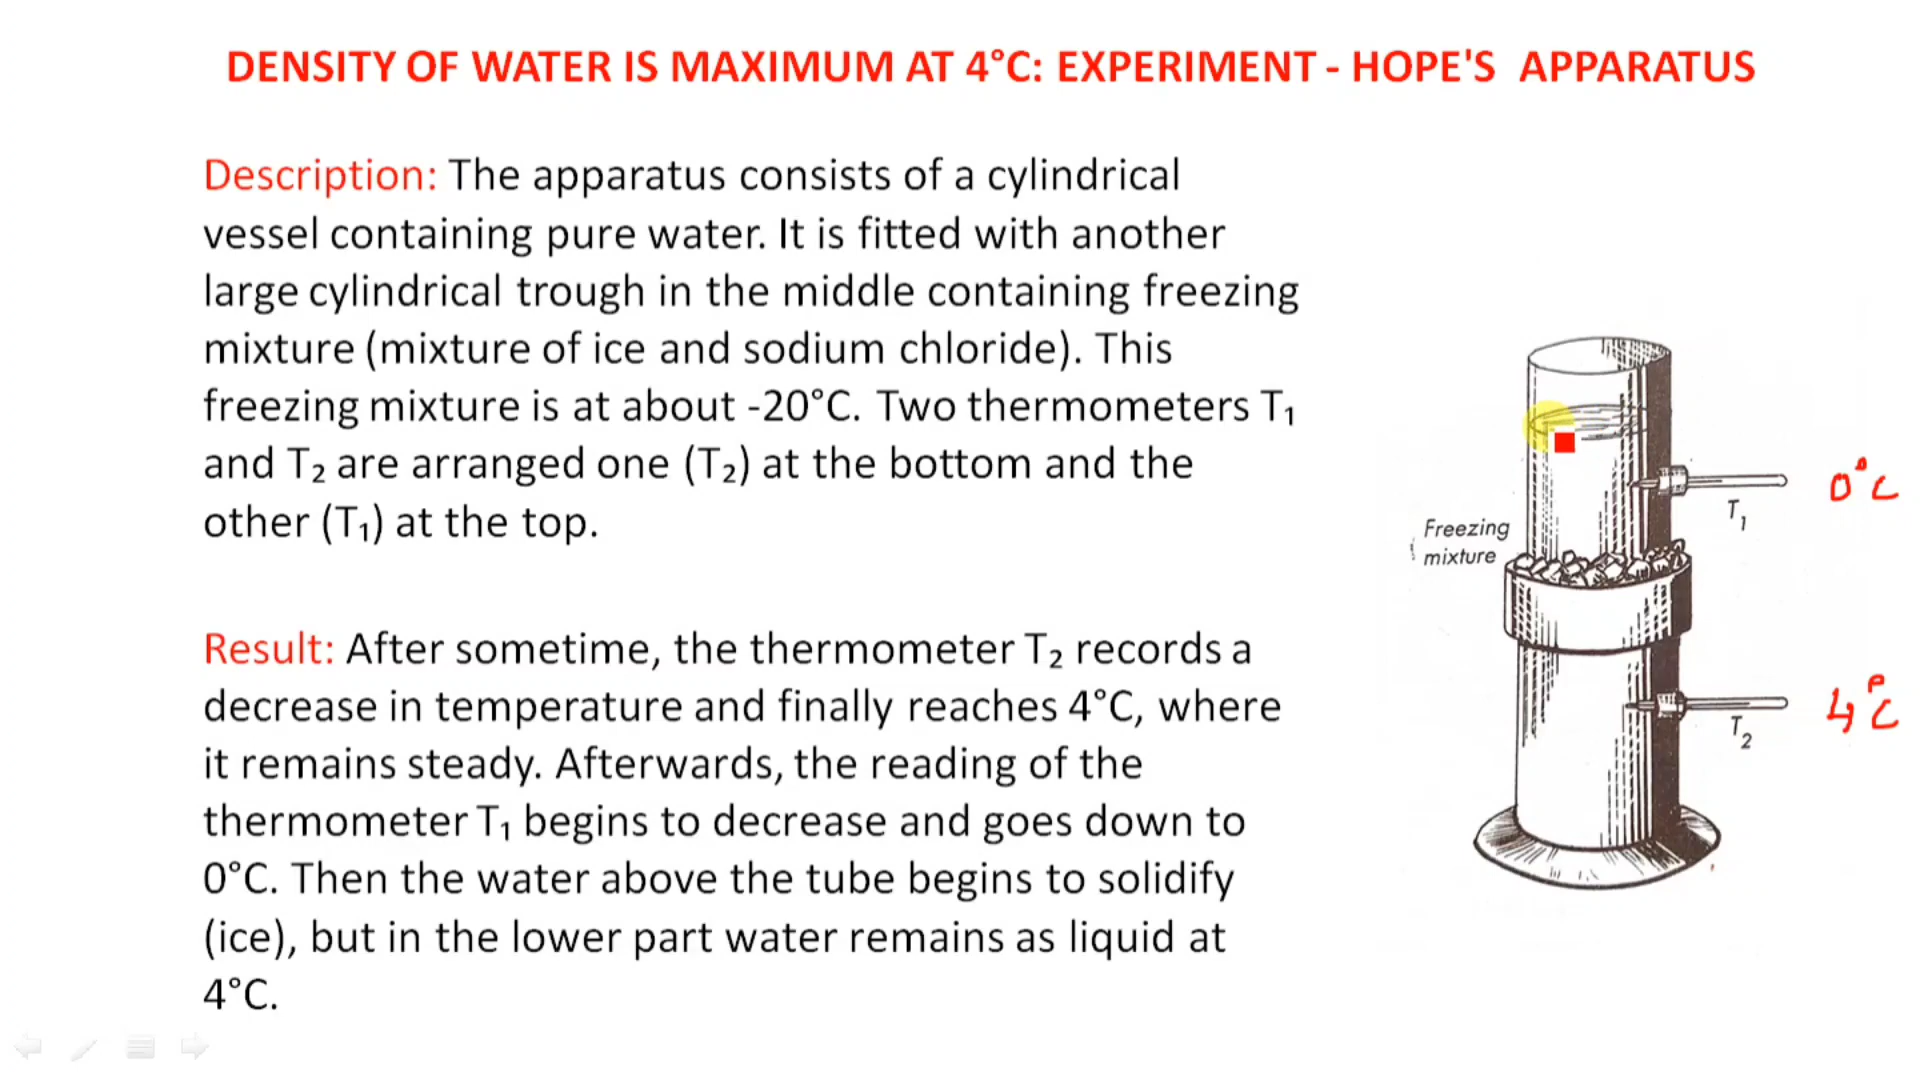 DENSITY OF WATER IS MAXIMUM AT 4°C: EXPERIMENT - HOPE'S APPARATUS
Description: The apparatus consists of a cylindrical
vessel containing pure water. It is fitted with another
large cylindrical trough in the middle containing freezing
mixture (mixture of ice and sodium chloride). This
freezing mixture is at about -20°C. Two thermometers T₁
and T₂ are arranged one (T₂) at the bottom and the
other (T₁) at the top.
Result: After sometime, the thermometer T₂ records a
decrease in temperature and finally reaches 4°C, where
it remains steady. Afterwards, the reading of the
thermometer T₁ begins to decrease and goes down to
0°C. Then the water above the tube begins to solidify
(ice), but in the lower part water remains as liquid at
4°C.
0°C
T₁
Freezing
mixture
4°C
T₂